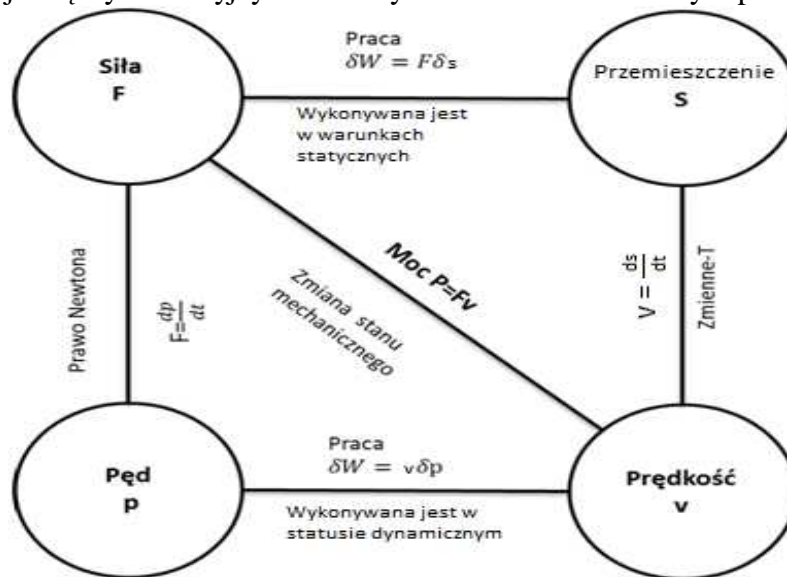 Siła
F
Praca
δW = Fδs
Wykonywana jest
w warunkach
statycznych
Przemieszczenie
S
Prawo Newtona
F=dp/dt
Moc P=Fv
Zmiana stanu
mechanicznego
V = ds/dt
Zmienne-T
Pęd
p
Praca
δW = vδp
Wykonywana jest w
statusie dynamicznym
Prędkość
v